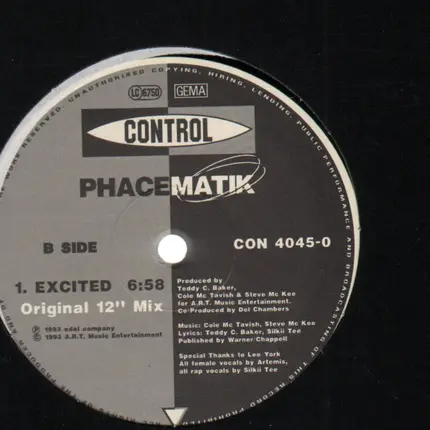 RESERVED. UNAUTHORISED COPYING, HIRING, LENDING, PUBLIC PERFORMANCE AND BROADCASTING OF THIS RECORD PROHIBITED
LC 6750
GEMA
CONTROL
PHACEMATIK
B SIDE
CON 4045-0
1. EXCITED 6:58
Original 12" Mix
Ⓟ 1993 edel company
© 1993 A.R.T. Music Entertainment
Produced by
Teddy C. Baker,
Cole Mc Tavish & Steve Mc Kee
for A.R.T. Music Entertainment.
Co-Produced by Del Chambers
Music: Cole Mc Tavish, Steve Mc Kee
Lyrics: Teddy C. Baker, Silkii Tee
Published by Warner/Chappell
Special Thanks to Leo York
All female vocals by Artemis,
all rap vocals by Silkii Tee